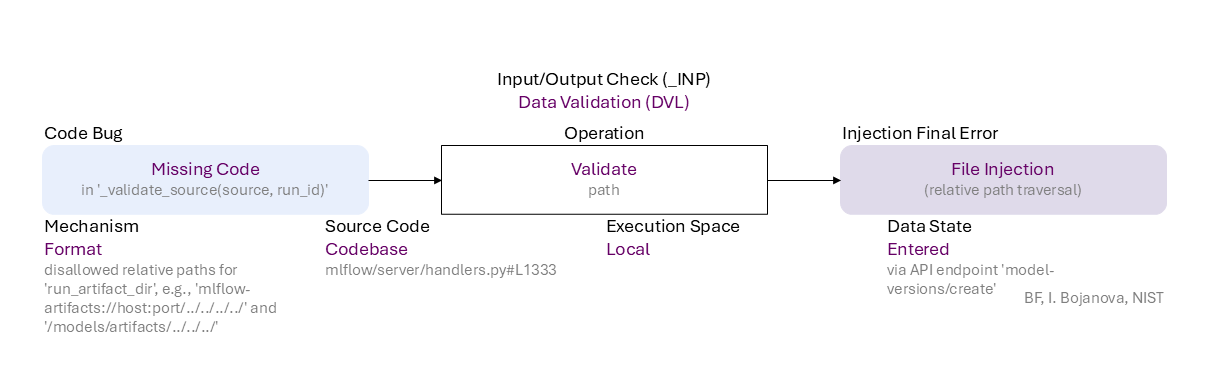 Input/Output Check (_INP)
Data Validation (DVL)
Code Bug
Operation
Injection Final Error
Missing Code
in '_validate_source(source, run_id)'
Validate
path
File Injection
(relative path traversal)
Mechanism
Format
disallowed relative paths for
'run_artifact_dir', e.g., 'mlflow-
artifacts://host:port/../../../../' and
'/models/artifacts/../../../'
Source Code
Codebase
mlflow/server/handlers.py#L1333
Execution Space
Local
Data State
Entered
via API endpoint 'model-
versions/create'
BF, I. Bojanova, NIST